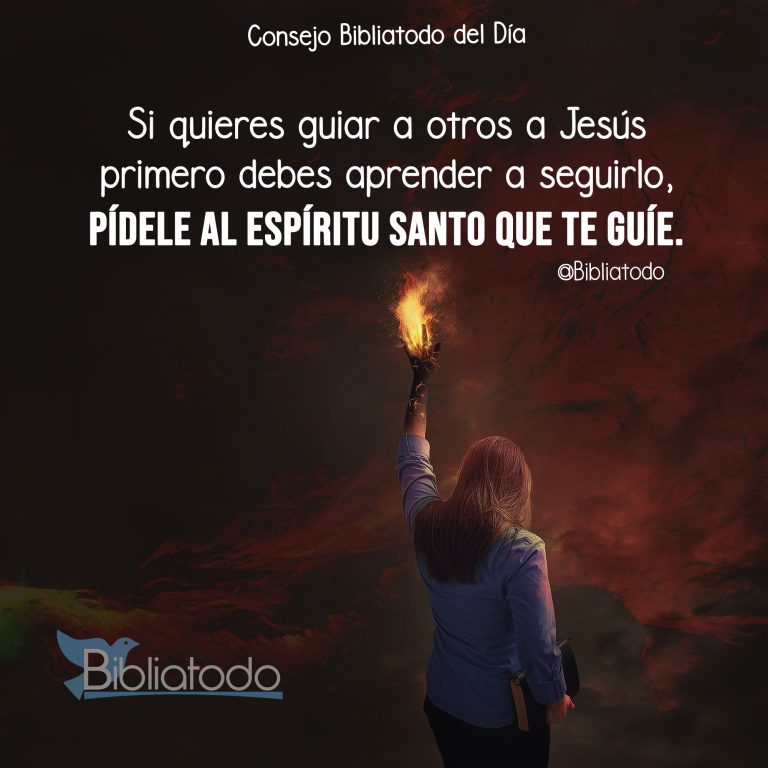 Consejo Bibliatodo del Día
Si quieres guiar a otros a Jesús
primero debes aprender a seguirlo,
PÍDELE AL ESPÍRITU SANTO QUE TE GUÍE.
@Bibliatodo
Bibliatodo